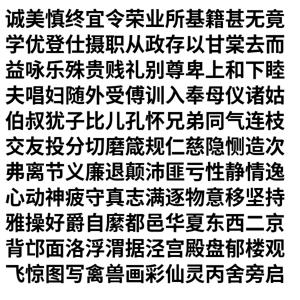 诚美慎终宜令荣业所基籍甚无竟
学优登仕摄职从政存以甘棠去而
益咏乐殊贵贱礼别尊卑上和下睦
夫唱妇随外受傅训入奉母仪诸姑
伯叔犹子比儿孔怀兄弟同气连枝
交友投分切磨箴规仁慈隐恻造次
弗离节义廉退颠沛匪亏性静情逸
心动神疲守真志满逐物意移坚持
雅操好爵自縻都邑华夏东西二京
背邙面洛浮渭据泾宫殿盘郁楼观
飞惊图写禽兽画彩仙灵丙舍旁启